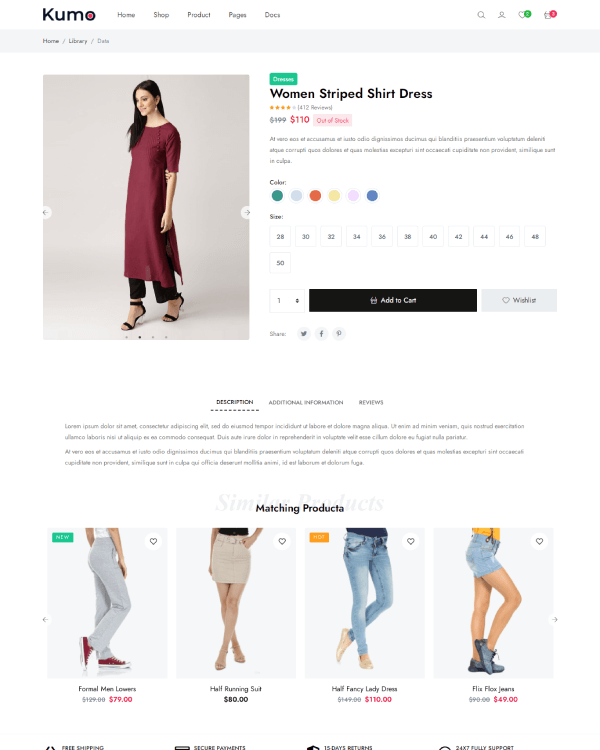 Kumo
Home Shop Product Pages Docs
2 3
Home / Library / Data
Dresses
Women Striped Shirt Dress
(412 Reviews)
$199 $110 Out of Stock
At vero eos et accusamus et iusto odio dignissimos ducimus qui blanditiis praesentium voluptatum deleniti
atque corrupti quos dolores et quas molestias excepturi sint occaecati cupiditate non provident, similique sunt
in culpa.
Color:
Size:
28 30 32 34 36 38 40 42 44 46 48
50
1 Add to Cart Wishlist
Share:
DESCRIPTION ADDITIONAL INFORMATION REVIEWS
Lorem ipsum dolor sit amet, consectetur adipiscing elit, sed do eiusmod tempor incididunt ut labore et dolore magna aliqua. Ut enim ad minim veniam, quis nostrud exercitation
ullamco laboris nisi ut aliquip ex ea commodo consequat. Duis aute irure dolor in reprehenderit in voluptate velit esse cillum dolore eu fugiat nulla pariatur.
At vero eos et accusamus et iusto odio dignissimos ducimus qui blanditiis praesentium voluptatum deleniti atque corrupti quos dolores et quas molestias excepturi sint occaecati
cupiditate non provident, similique sunt in culpa qui officia deserunt mollitia animi, id est laborum et dolorum fuga.
Similar Products
Matching Producta
NEW HOT
Formal Men Lowers Half Running Suit Half Fancy Lady Dress Flix Flox Jeans
$129.00 $79.00 $80.00 $149.00 $110.00 $90.00 $49.00
FREE SHIPPING SECURE PAYMENTS 15 DAYS RETURNS 24X7 FULLY SUPPORT